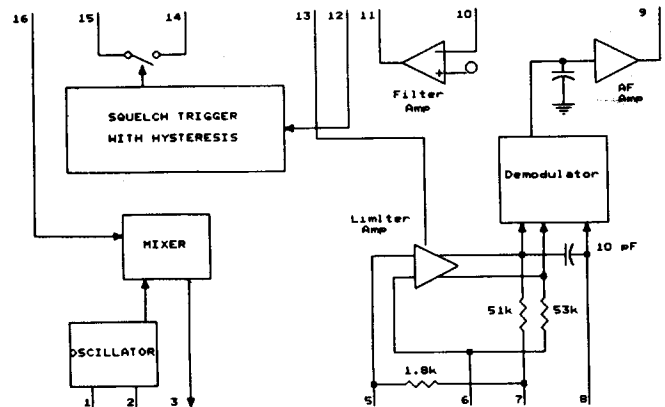 16 15 14 13 12 11 10 9
Filter
Amp
AF
Amp
SQUELCH TRIGGER
WITH HYSTERESIS
Demodulator
Limiter
Amp
MIXER
10 pF
51k 53k
OSCILLATOR
1.8k
1 2 3 5 6 7 8